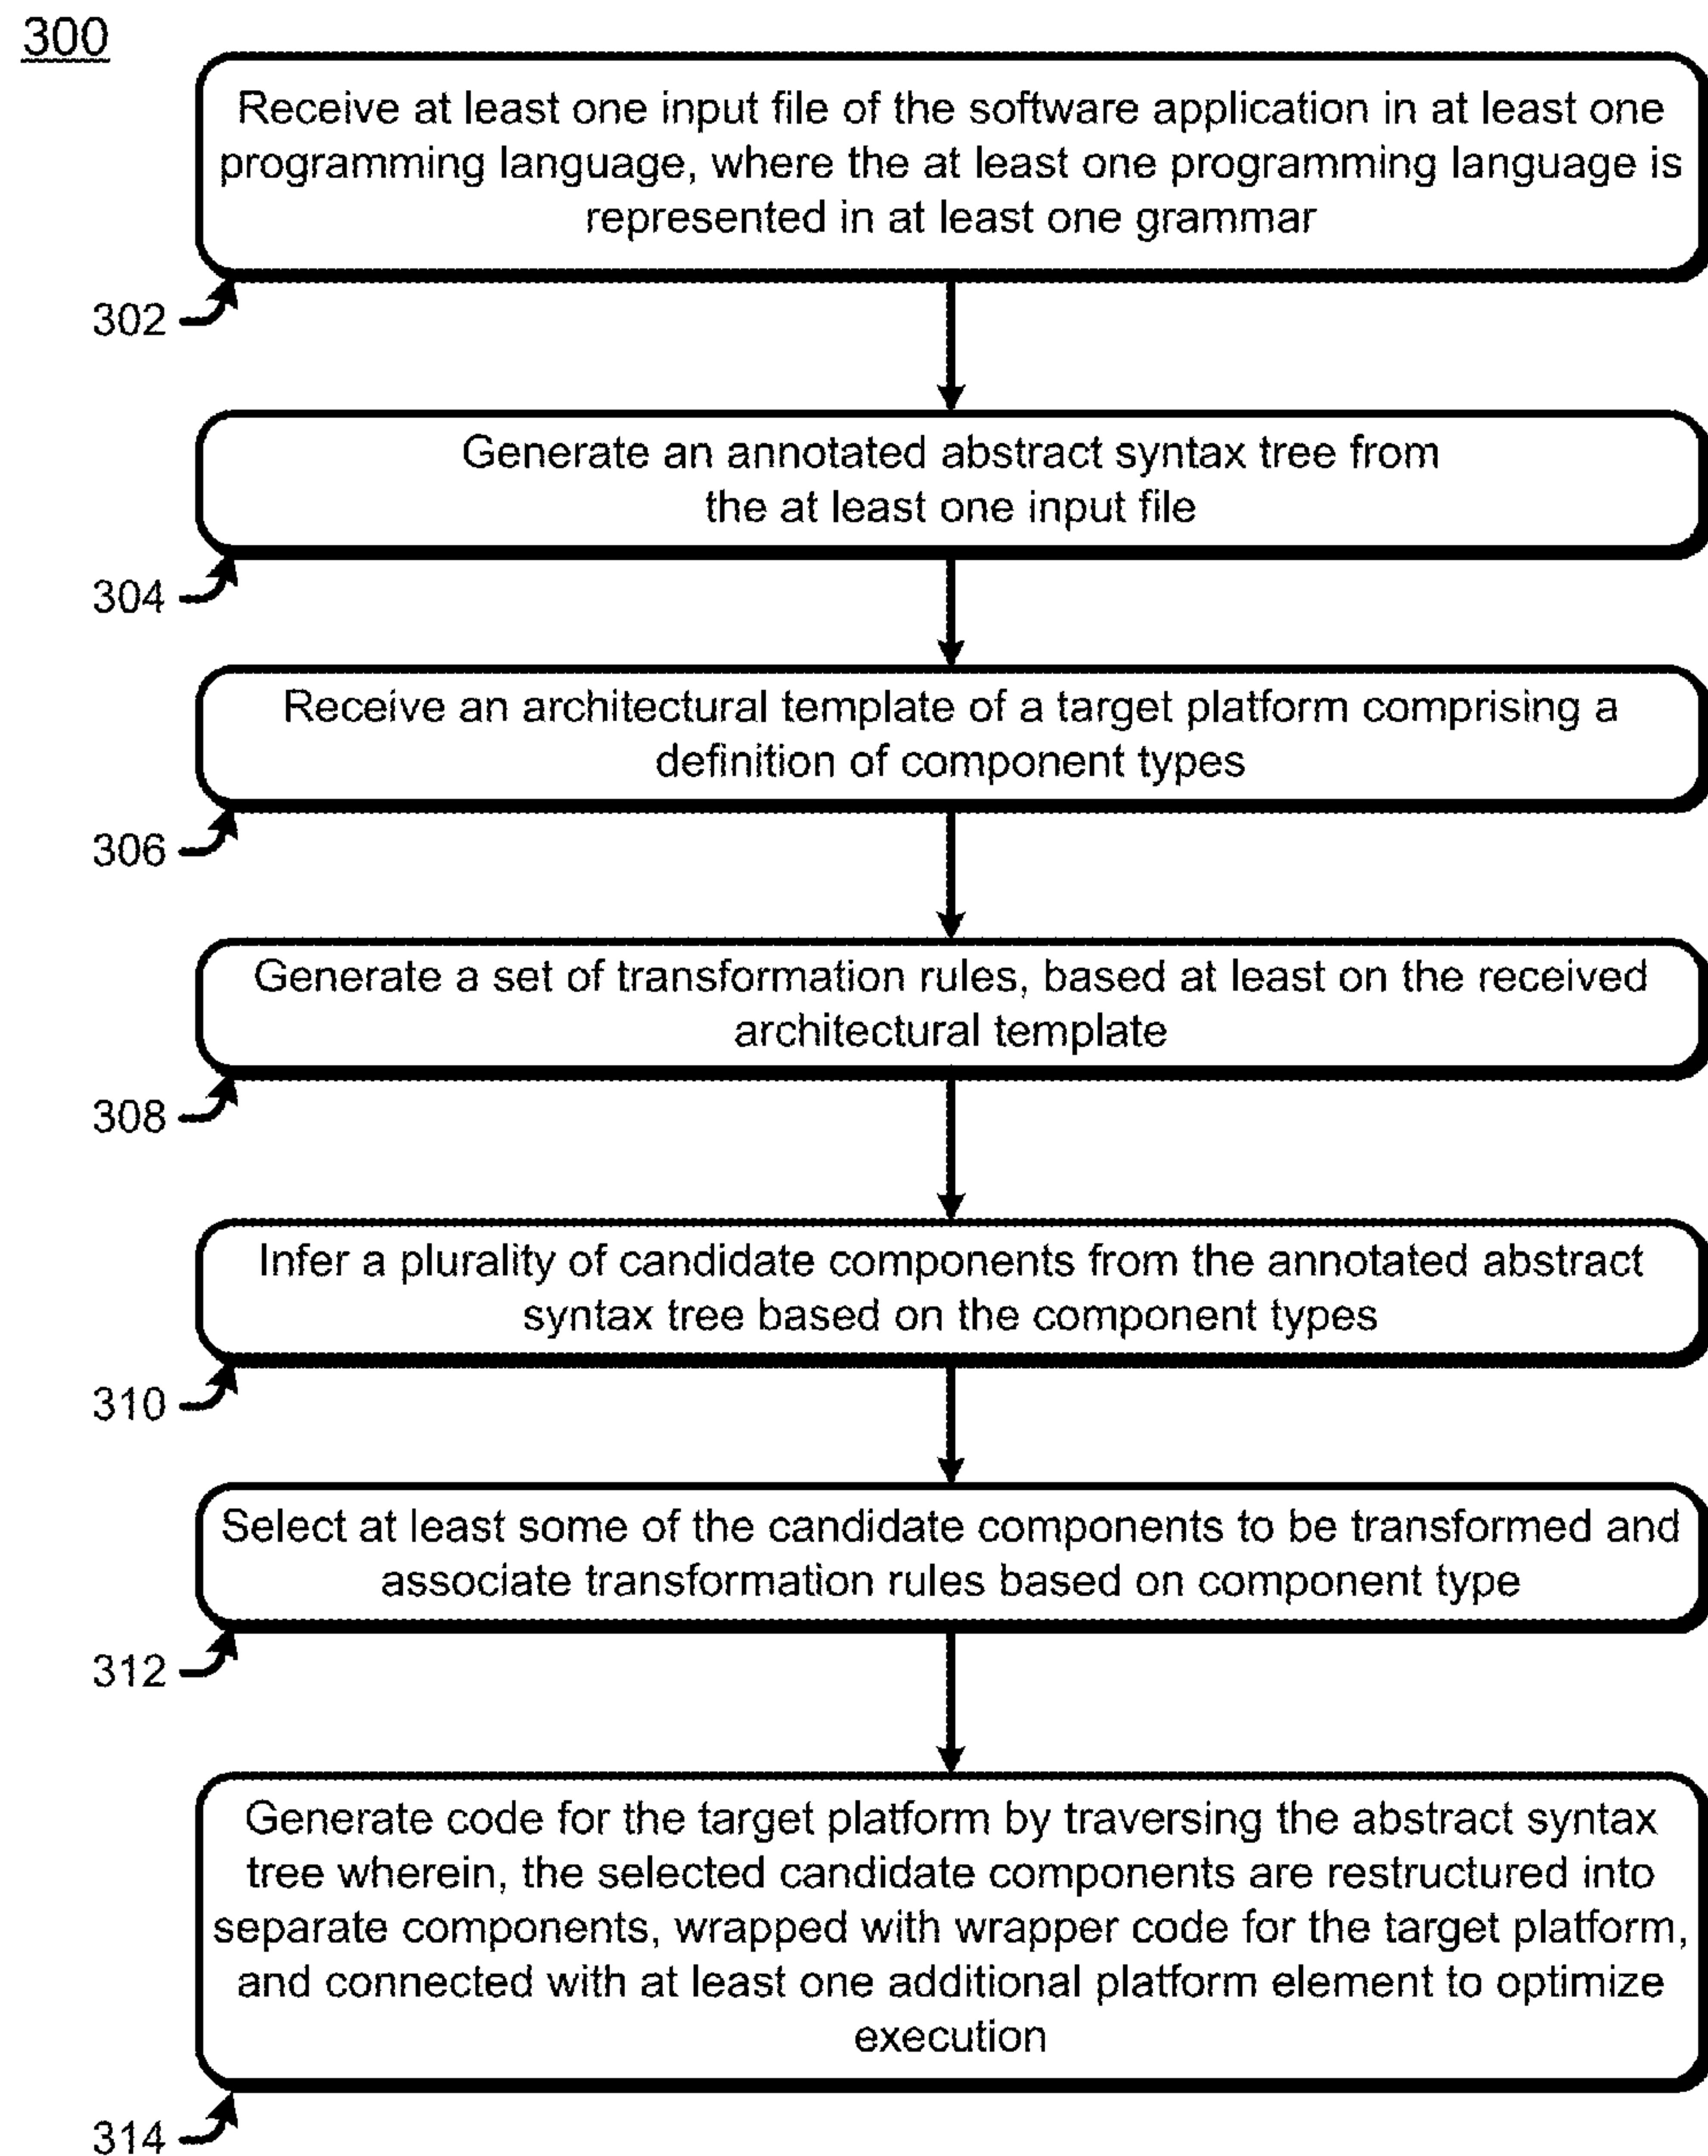 300
Receive at least one input file of the software application in at least one
programming language, where the at least one programming language is
represented in at least one grammar
302
Generate an annotated abstract syntax tree from
the at least one input file
304
Receive an architectural template of a target platform comprising a
definition of component types
306
Generate a set of transformation rules, based at least on the received
architectural template
308
Infer a plurality of candidate components from the annotated abstract
syntax tree based on the component types
310
Select at least some of the candidate components to be transformed and
associate transformation rules based on component type
312
Generate code for the target platform by traversing the abstract syntax
tree wherein, the selected candidate components are restructured into
separate components, wrapped with wrapper code for the target platform,
and connected with at least one additional platform element to optimize
execution
314